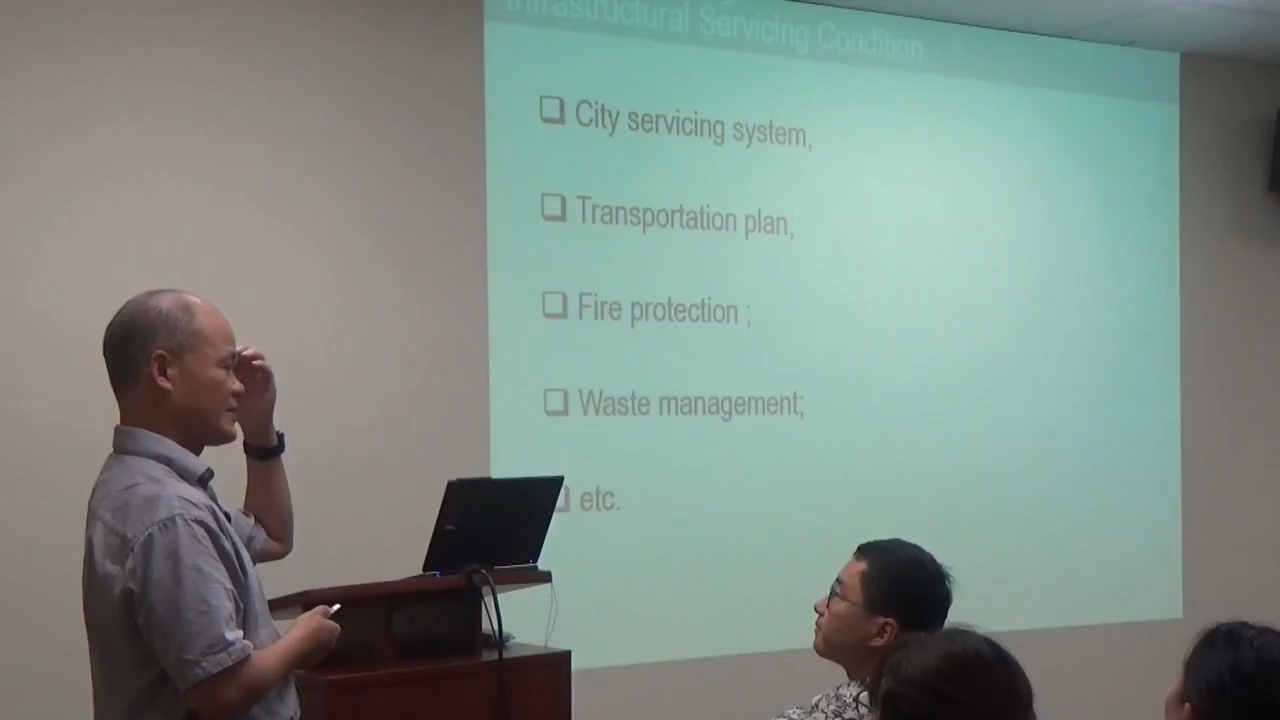 Infrastructural Servicing Condition
City servicing system,
Transportation plan,
Fire protection ;
Waste management;
etc.